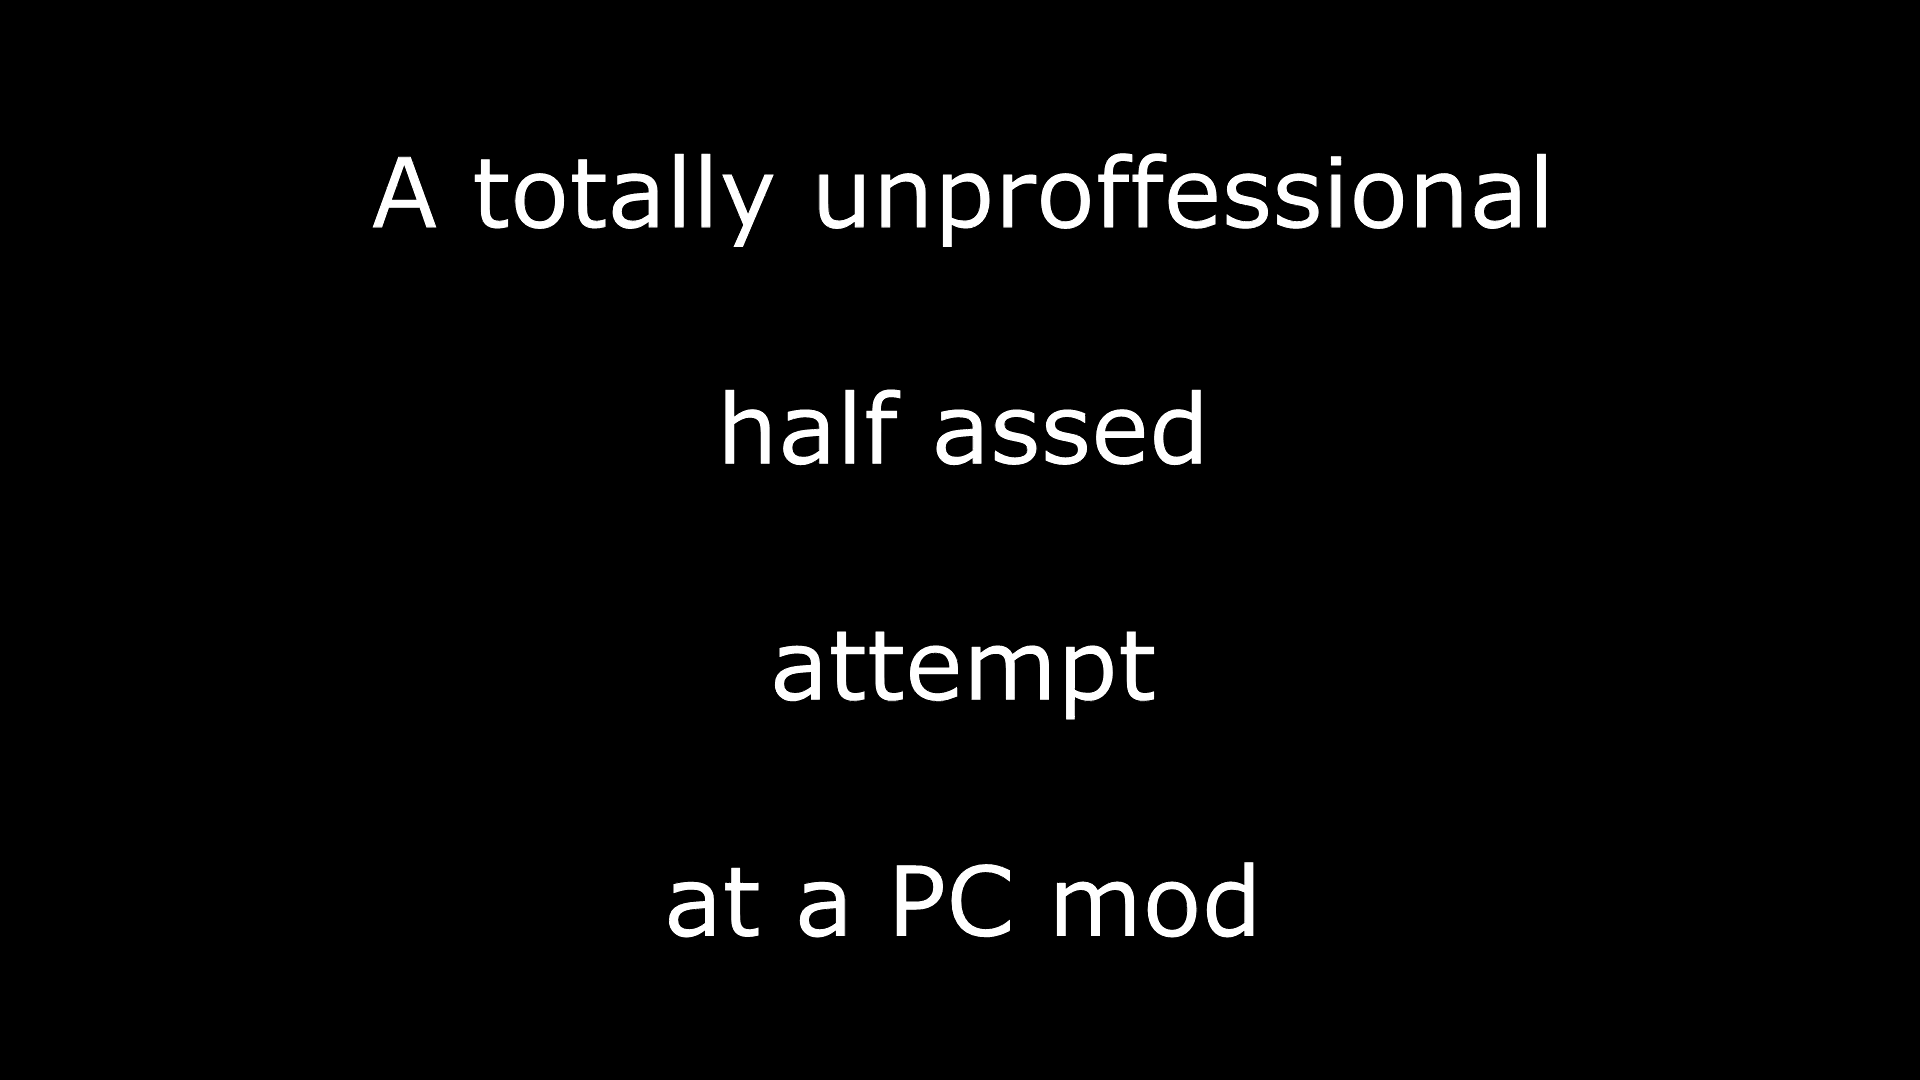 A totally unproffessional
half assed
attempt
at a PC mod